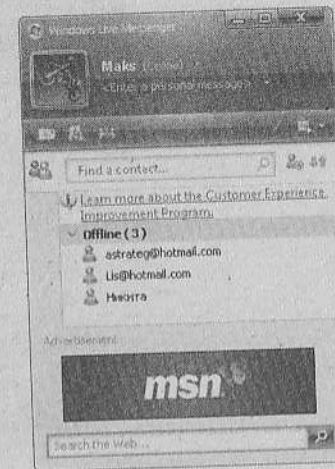 Windows Live Messenger
Maks (Online)
<Enter a personal message>
Find a contact...
Learn more about the Customer Experience
Improvement Program.
Offline (3)
astrateg@hotmail.com
Lis@hotmail.com
Никита
Advertisement
msn
Search the Web...